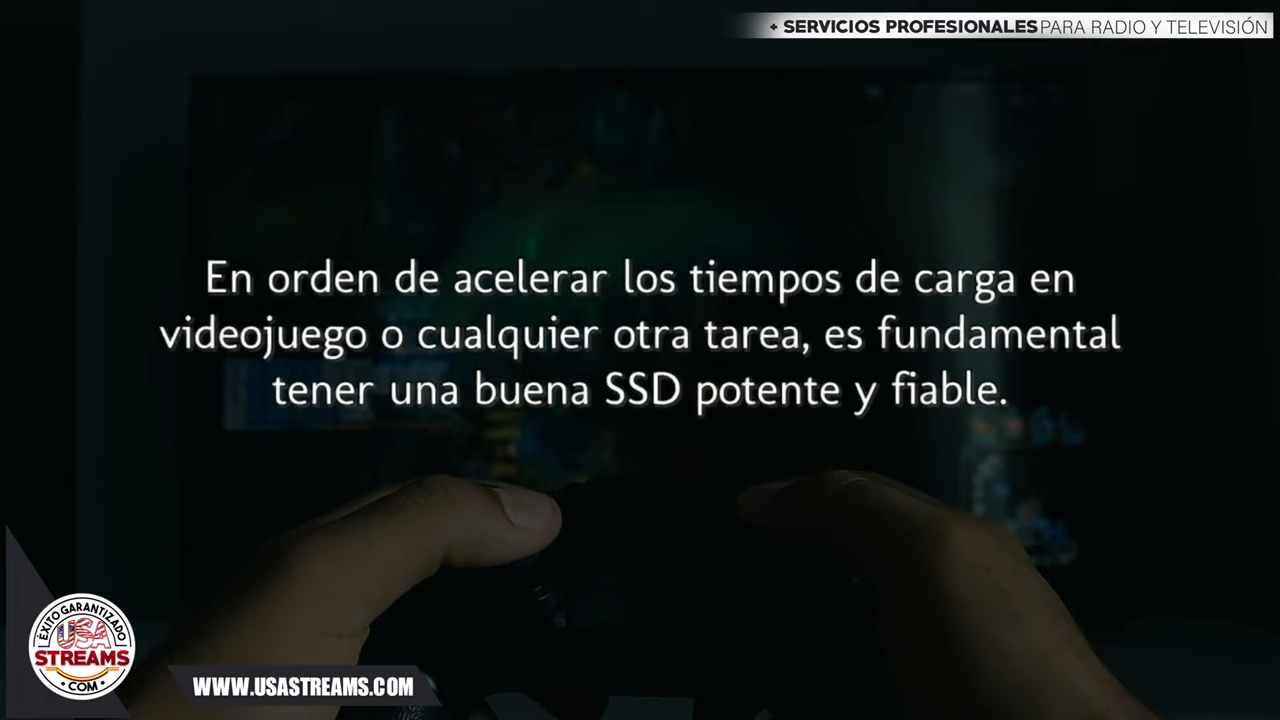 + SERVICIOS PROFESIONALES PARA RADIO Y TELEVISIÓN
En orden de acelerar los tiempos de carga en
videojuego o cualquier otra tarea, es fundamental
tener una buena SSD potente y fiable.
ÉXITO GARANTIZADO
USA
STREAMS
• COM •
WWW.USASTREAMS.COM